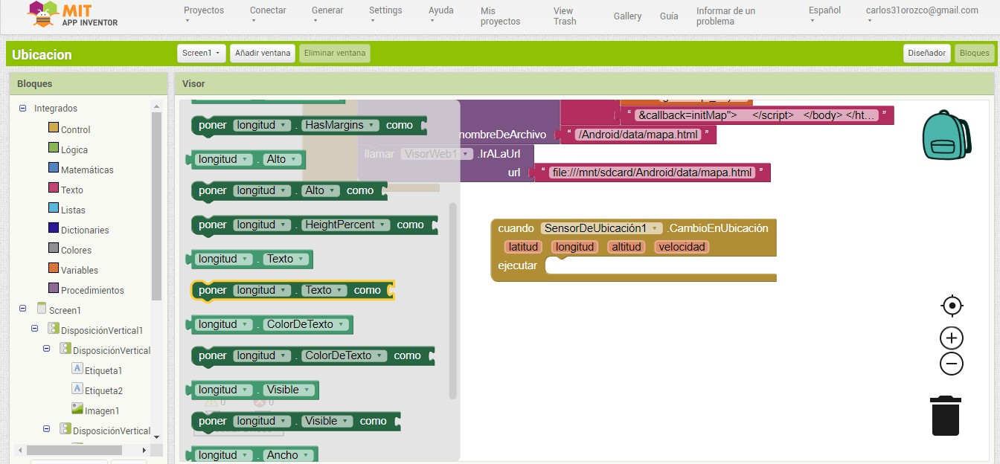 MIT
APP INVENTOR
Proyectos Conectar Generar Settings Ayuda Mis proyectos View Trash Gallery Guía Informar de un problema Español carlos31orozco@gmail.com
Ubicacion Screen1 Añadir ventana Eliminar ventana Diseñador Bloques
Bloques
Integrados
Control
Lógica
Matemáticas
Texto
Listas
Dictionaries
Colores
Variables
Procedimientos
Screen1
DisposiciónVertical1
DisposiciónVertical
Etiqueta1
Etiqueta2
Imagen1
DisposiciónVertical
Visor
poner longitud . HasMargins como
longitud . Alto
poner longitud . Alto como
poner longitud . HeightPercent como
longitud . Texto
poner longitud . Texto como
longitud . ColorDeTexto
poner longitud . ColorDeTexto como
longitud . Visible
0 0
poner longitud . Visible como
longitud . Ancho
“ &callback=initMap"> </script> </body> </ht... ”
nombreDeArchivo “ /Android/data/mapa.html ”
llamar VisorWeb1 .IrALaUrl
url “ file:///mnt/sdcard/Android/data/mapa.html ”
cuando SensorDeUbicación1 .CambioEnUbicación
latitud longitud altitud velocidad
ejecutar